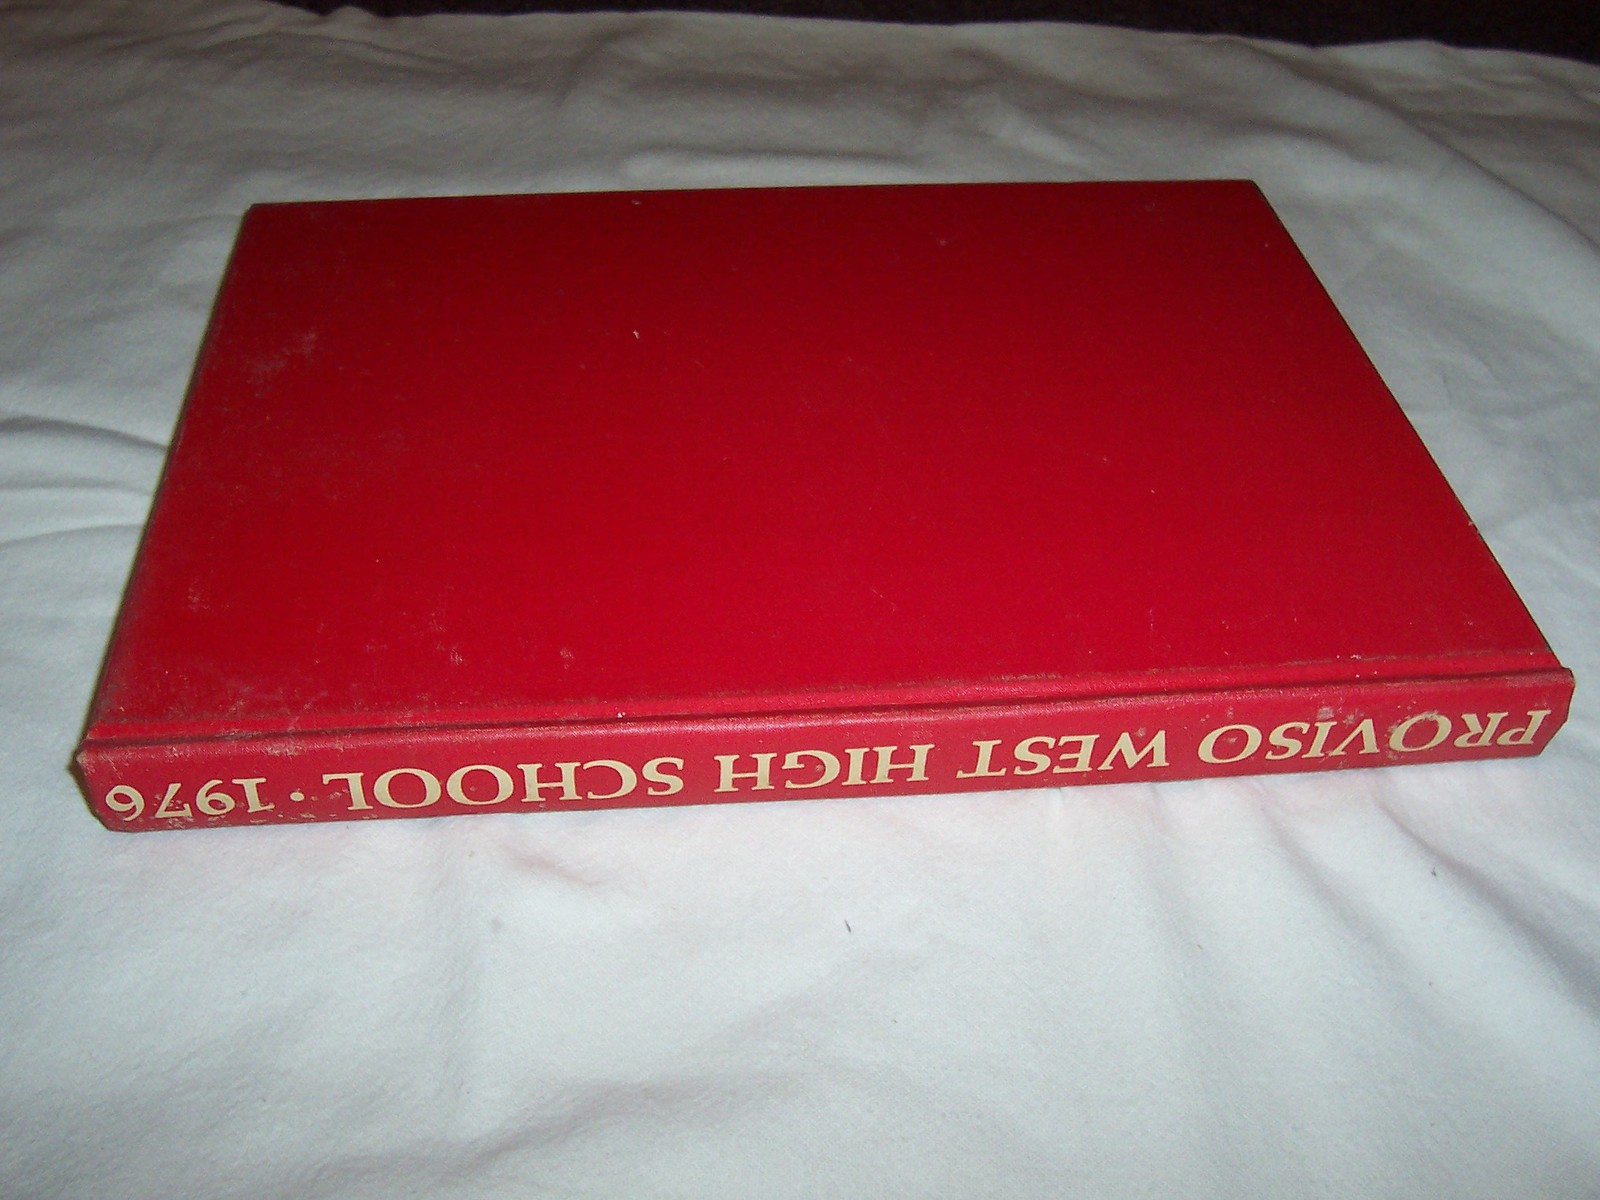 PROVISO WEST HIGH SCHOOL • 1976